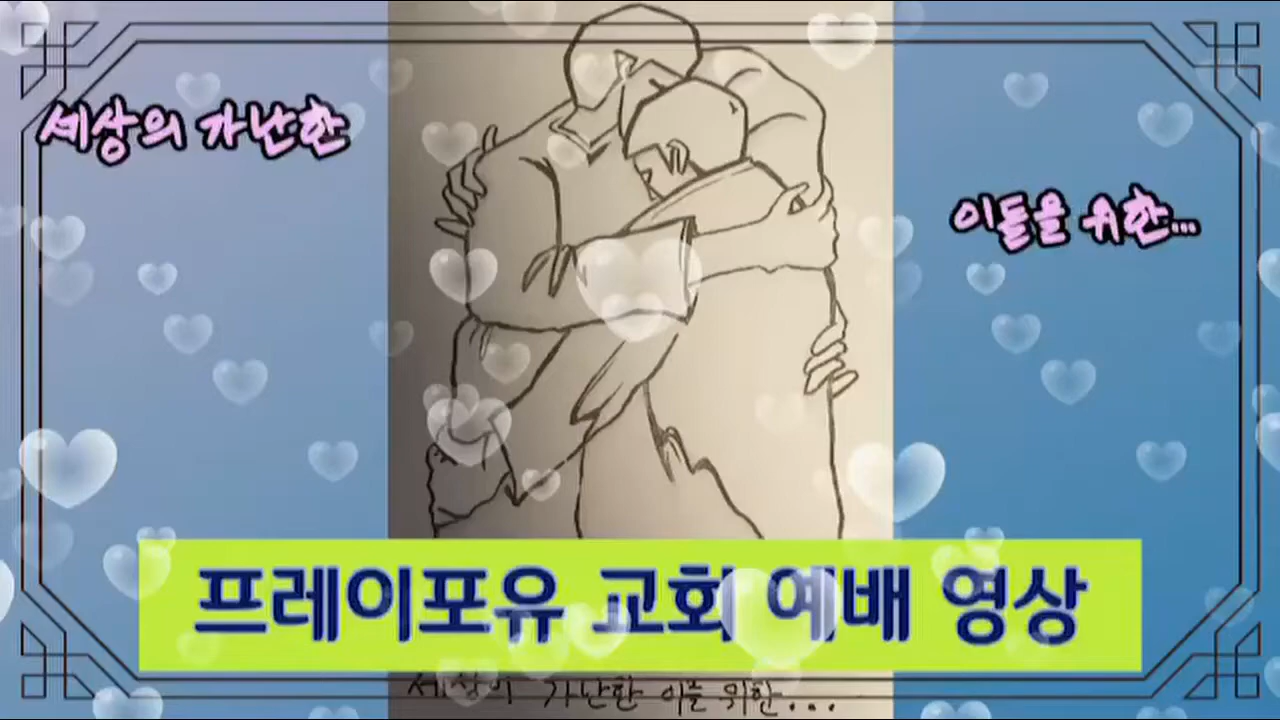 세상의 가난한
이들을 위한...
프레이포유 교회 예배 영상
세상의 가난한 이들 위한...